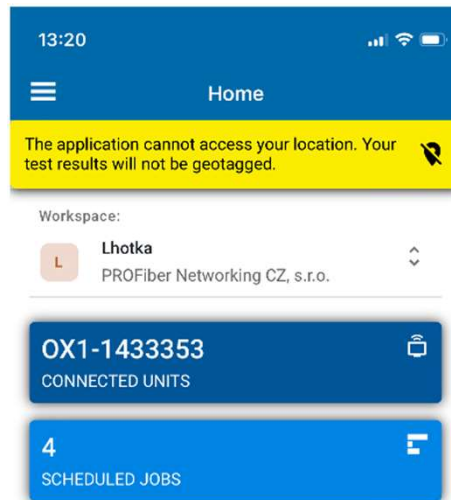 13:20
Home
The application cannot access your location. Your
test results will not be geotagged.
Workspace:
L
Lhotka
PROFiber Networking CZ, s.r.o.
OX1-1433353
CONNECTED UNITS
4
SCHEDULED JOBS